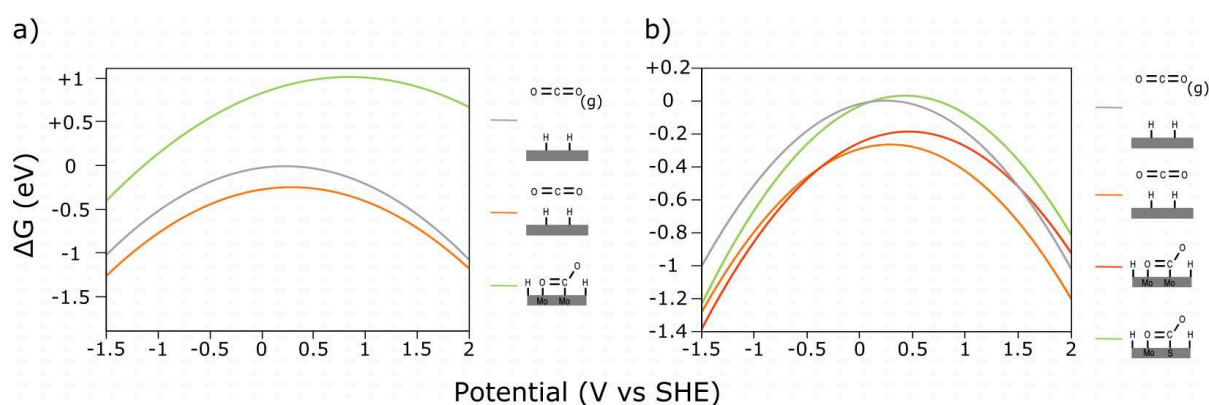 a)
ΔG (eV)
+1
+0.5
0
-0.5
-1
-1.5
-1.5 -1 -0.5 0 0.5 1 1.5 2
O=C=O(g)
H H
O=C=O
H H
O
H O=C H
Mo Mo
b)
+0.2
0
-0.2
-0.4
-0.6
-0.8
-1
-1.2
-1.4
-1.5 -1 -0.5 0 0.5 1 1.5 2
O=C=O(g)
H H
O=C=O
H H
O
H O=C H
Mo Mo
O
H O=C H
Mo S
Potential (V vs SHE)